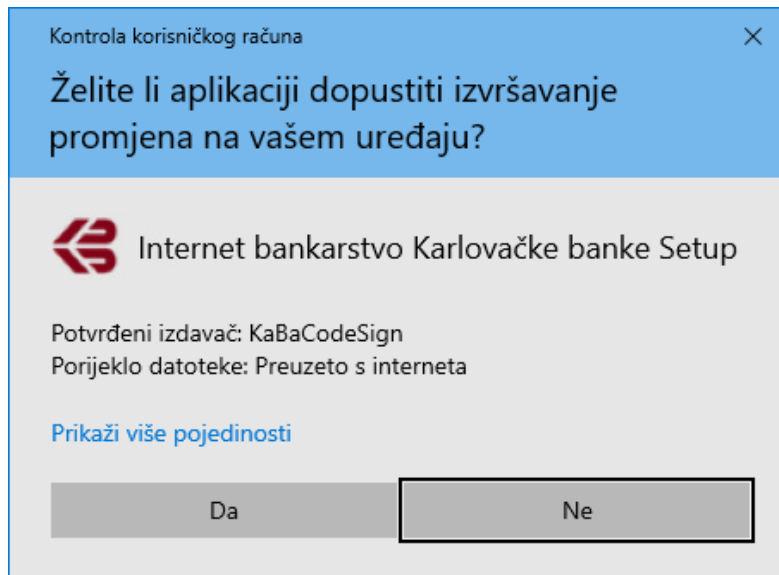 Kontrola korisničkog računa
Želite li aplikaciji dopustiti izvršavanje
promjena na vašem uređaju?
Internet bankarstvo Karlovačke banke Setup
Potvrđeni izdavač: KaBaCodeSign
Porijeklo datoteke: Preuzeto s interneta
Prikaži više pojedinosti
Da
Ne